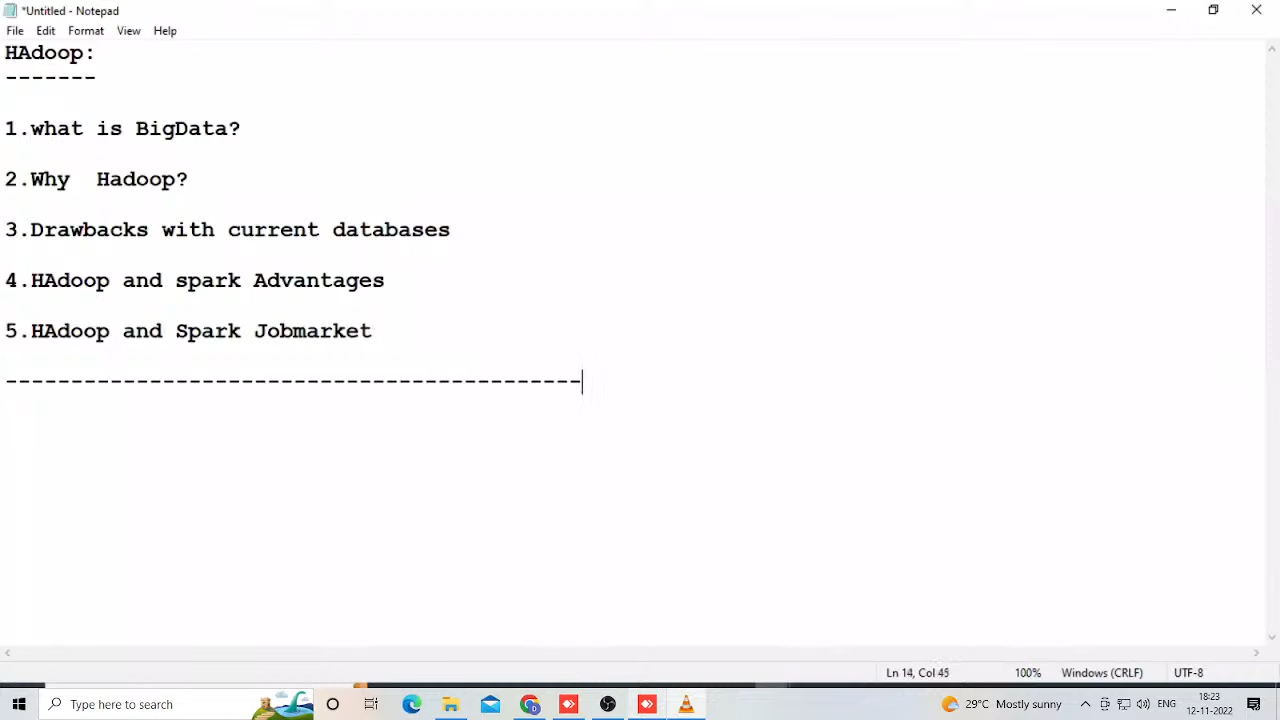 *Untitled - Notepad
File Edit Format View Help
HAdoop:
-------
1.what is BigData?
2.Why  Hadoop?
3.Drawbacks with current databases
4.HAdoop and spark Advantages
5.HAdoop and Spark Jobmarket
--------------------------------------------
Ln 14, Col 45 100% Windows (CRLF) UTF-8
Type here to search 29°C Mostly sunny ENG 18:23
12-11-2022